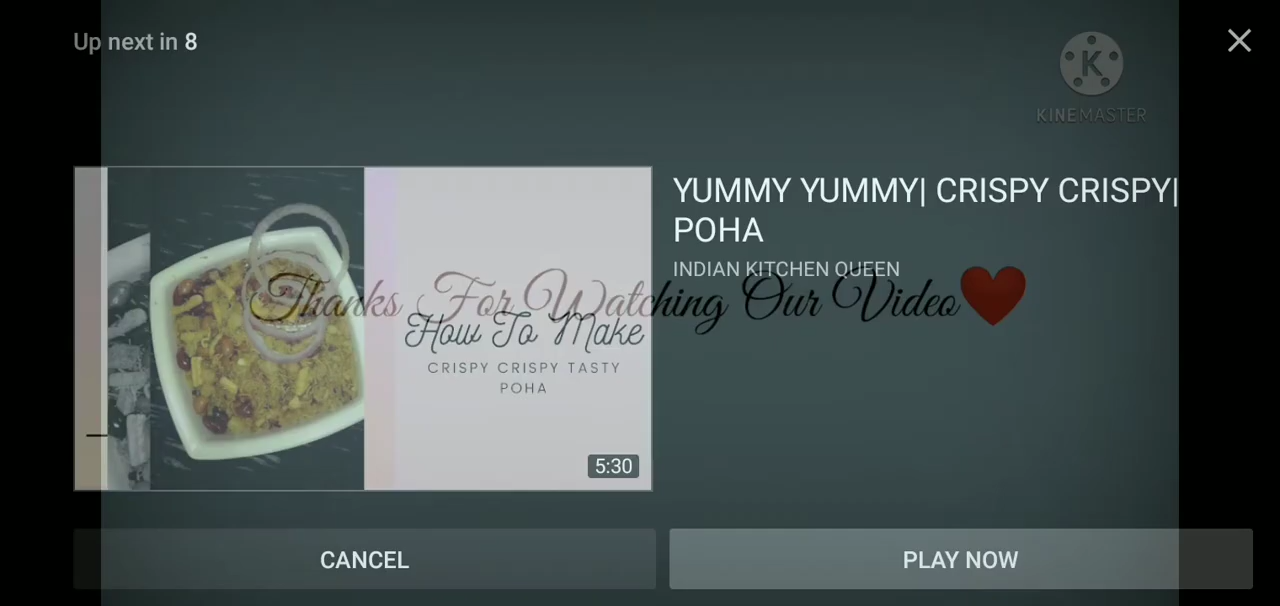 Up next in 8
KINEMASTER
YUMMY YUMMY| CRISPY CRISPY|
POHA
INDIAN KITCHEN QUEEN
Thanks For Watching Our Video
How To Make
CRISPY CRISPY TASTY
POHA
5:30
CANCEL
PLAY NOW